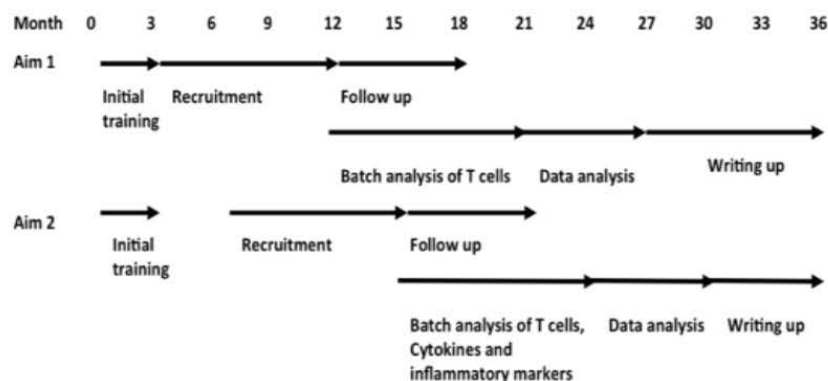 Month 0 3 6 9 12 15 18 21 24 27 30 33 36
Aim 1
Initial training
Recruitment
Follow up
Batch analysis of T cells
Data analysis
Writing up
Aim 2
Initial training
Recruitment
Follow up
Batch analysis of T cells,
Cytokines and
inflammatory markers
Data analysis
Writing up